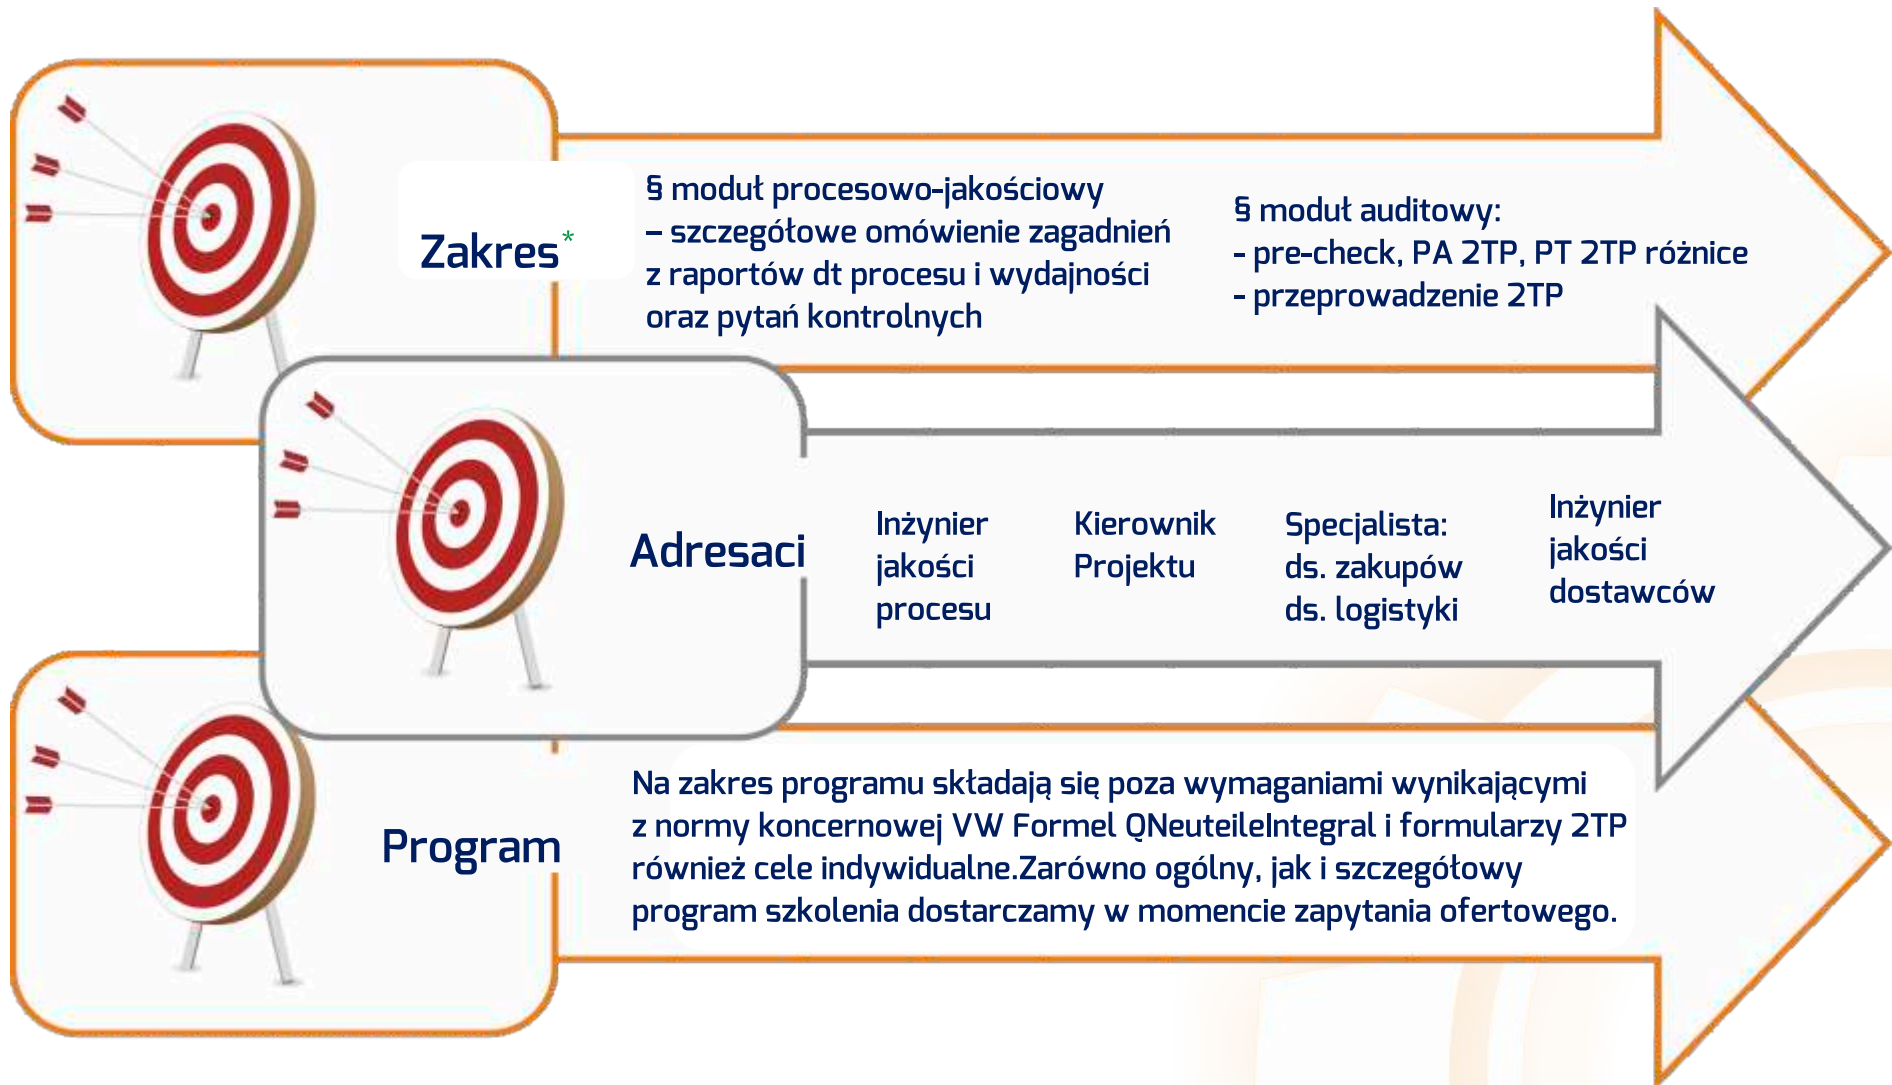 Zakres*
§ moduł procesowo-jakościowy
– szczegółowe omówienie zagadnień
z raportów dt procesu i wydajności
oraz pytań kontrolnych
§ moduł auditowy:
- pre-check, PA 2TP, PT 2TP różnice
- przeprowadzenie 2TP
Adresaci
Inżynier
jakości
procesu
Kierownik
Projektu
Specjalista:
ds. zakupów
ds. logistyki
Inżynier
jakości
dostawców
Program
Na zakres programu składają się poza wymaganiami wynikającymi
z normy koncernowej VW Formel QNeuteileIntegral i formularzy 2TP
również cele indywidualne.Zarówno ogólny, jak i szczegółowy
program szkolenia dostarczamy w momencie zapytania ofertowego.